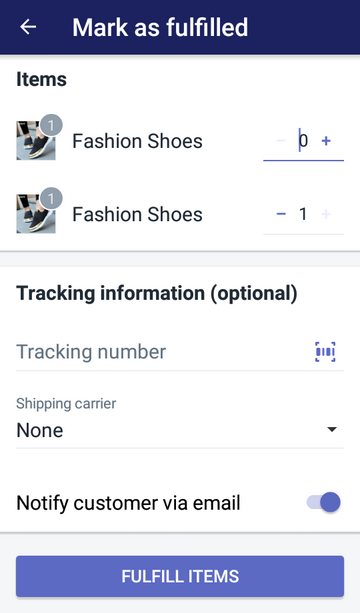 Mark as fulfilled
Items
1
Fashion Shoes
0
1
Fashion Shoes
1
Tracking information (optional)
Tracking number
Shipping carrier
None
Notify customer via email
FULFILL ITEMS